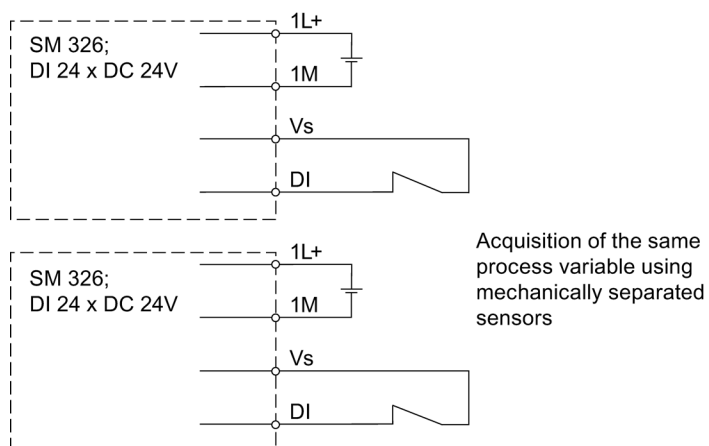 1L+
SM 326;
DI 24 x DC 24V
1M
Vs
DI
1L+
SM 326;
DI 24 x DC 24V
1M
Vs
DI
Acquisition of the same
process variable using
mechanically separated
sensors